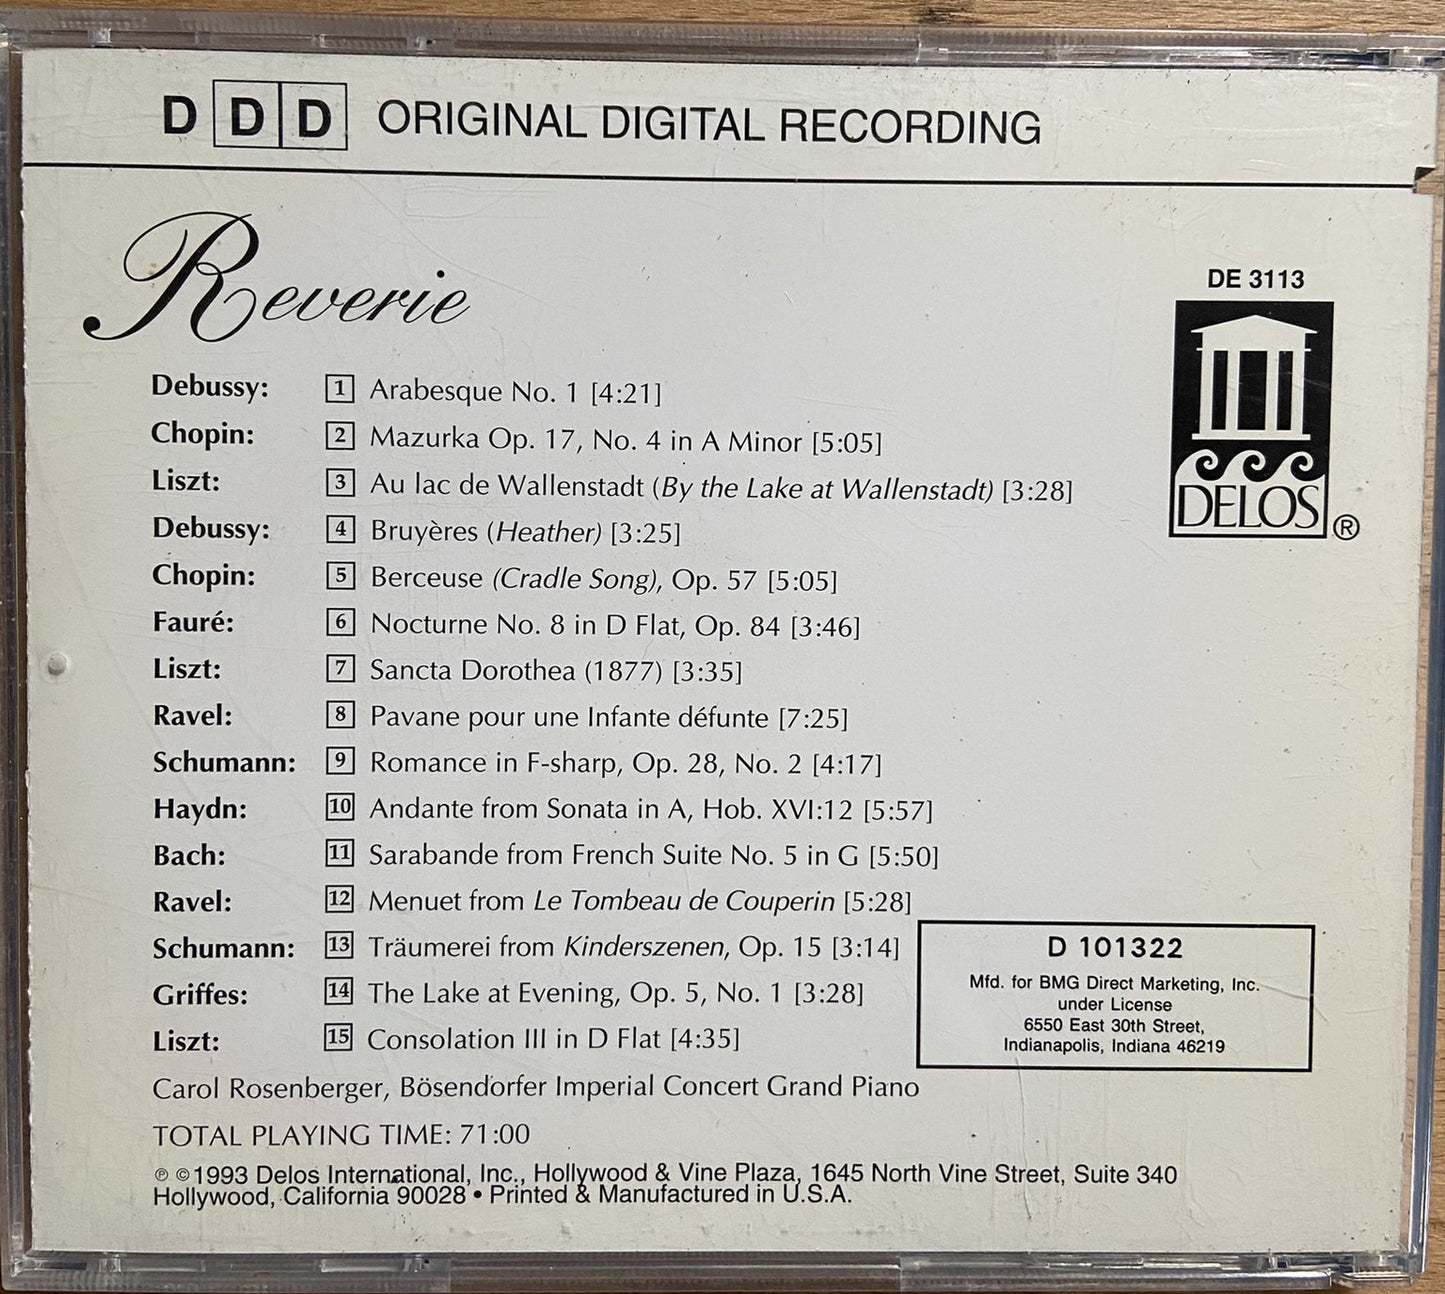 D D D ORIGINAL DIGITAL RECORDING
Reverie
DE 3113
DELOS ®
Debussy: 1 Arabesque No. 1 [4:21]
Chopin: 2 Mazurka Op. 17, No. 4 in A Minor [5:05]
Liszt: 3 Au lac de Wallenstadt (By the Lake at Wallenstadt) [3:28]
Debussy: 4 Bruyères (Heather) [3:25]
Chopin: 5 Berceuse (Cradle Song), Op. 57 [5:05]
Fauré: 6 Nocturne No. 8 in D Flat, Op. 84 [3:46]
Liszt: 7 Sancta Dorothea (1877) [3:35]
Ravel: 8 Pavane pour une Infante défunte [7:25]
Schumann: 9 Romance in F-sharp, Op. 28, No. 2 [4:17]
Haydn: 10 Andante from Sonata in A, Hob. XVI:12 [5:57]
Bach: 11 Sarabande from French Suite No. 5 in G [5:50]
Ravel: 12 Menuet from Le Tombeau de Couperin [5:28]
Schumann: 13 Träumerei from Kinderszenen, Op. 15 [3:14]
Griffes: 14 The Lake at Evening, Op. 5, No. 1 [3:28]
Liszt: 15 Consolation III in D Flat [4:35]
D 101322
Mfd. for BMG Direct Marketing, Inc.
under License
6550 East 30th Street,
Indianapolis, Indiana 46219
Carol Rosenberger, Bösendorfer Imperial Concert Grand Piano
TOTAL PLAYING TIME: 71:00
℗ © 1993 Delos International, Inc., Hollywood & Vine Plaza, 1645 North Vine Street, Suite 340
Hollywood, California 90028 • Printed & Manufactured in U.S.A.